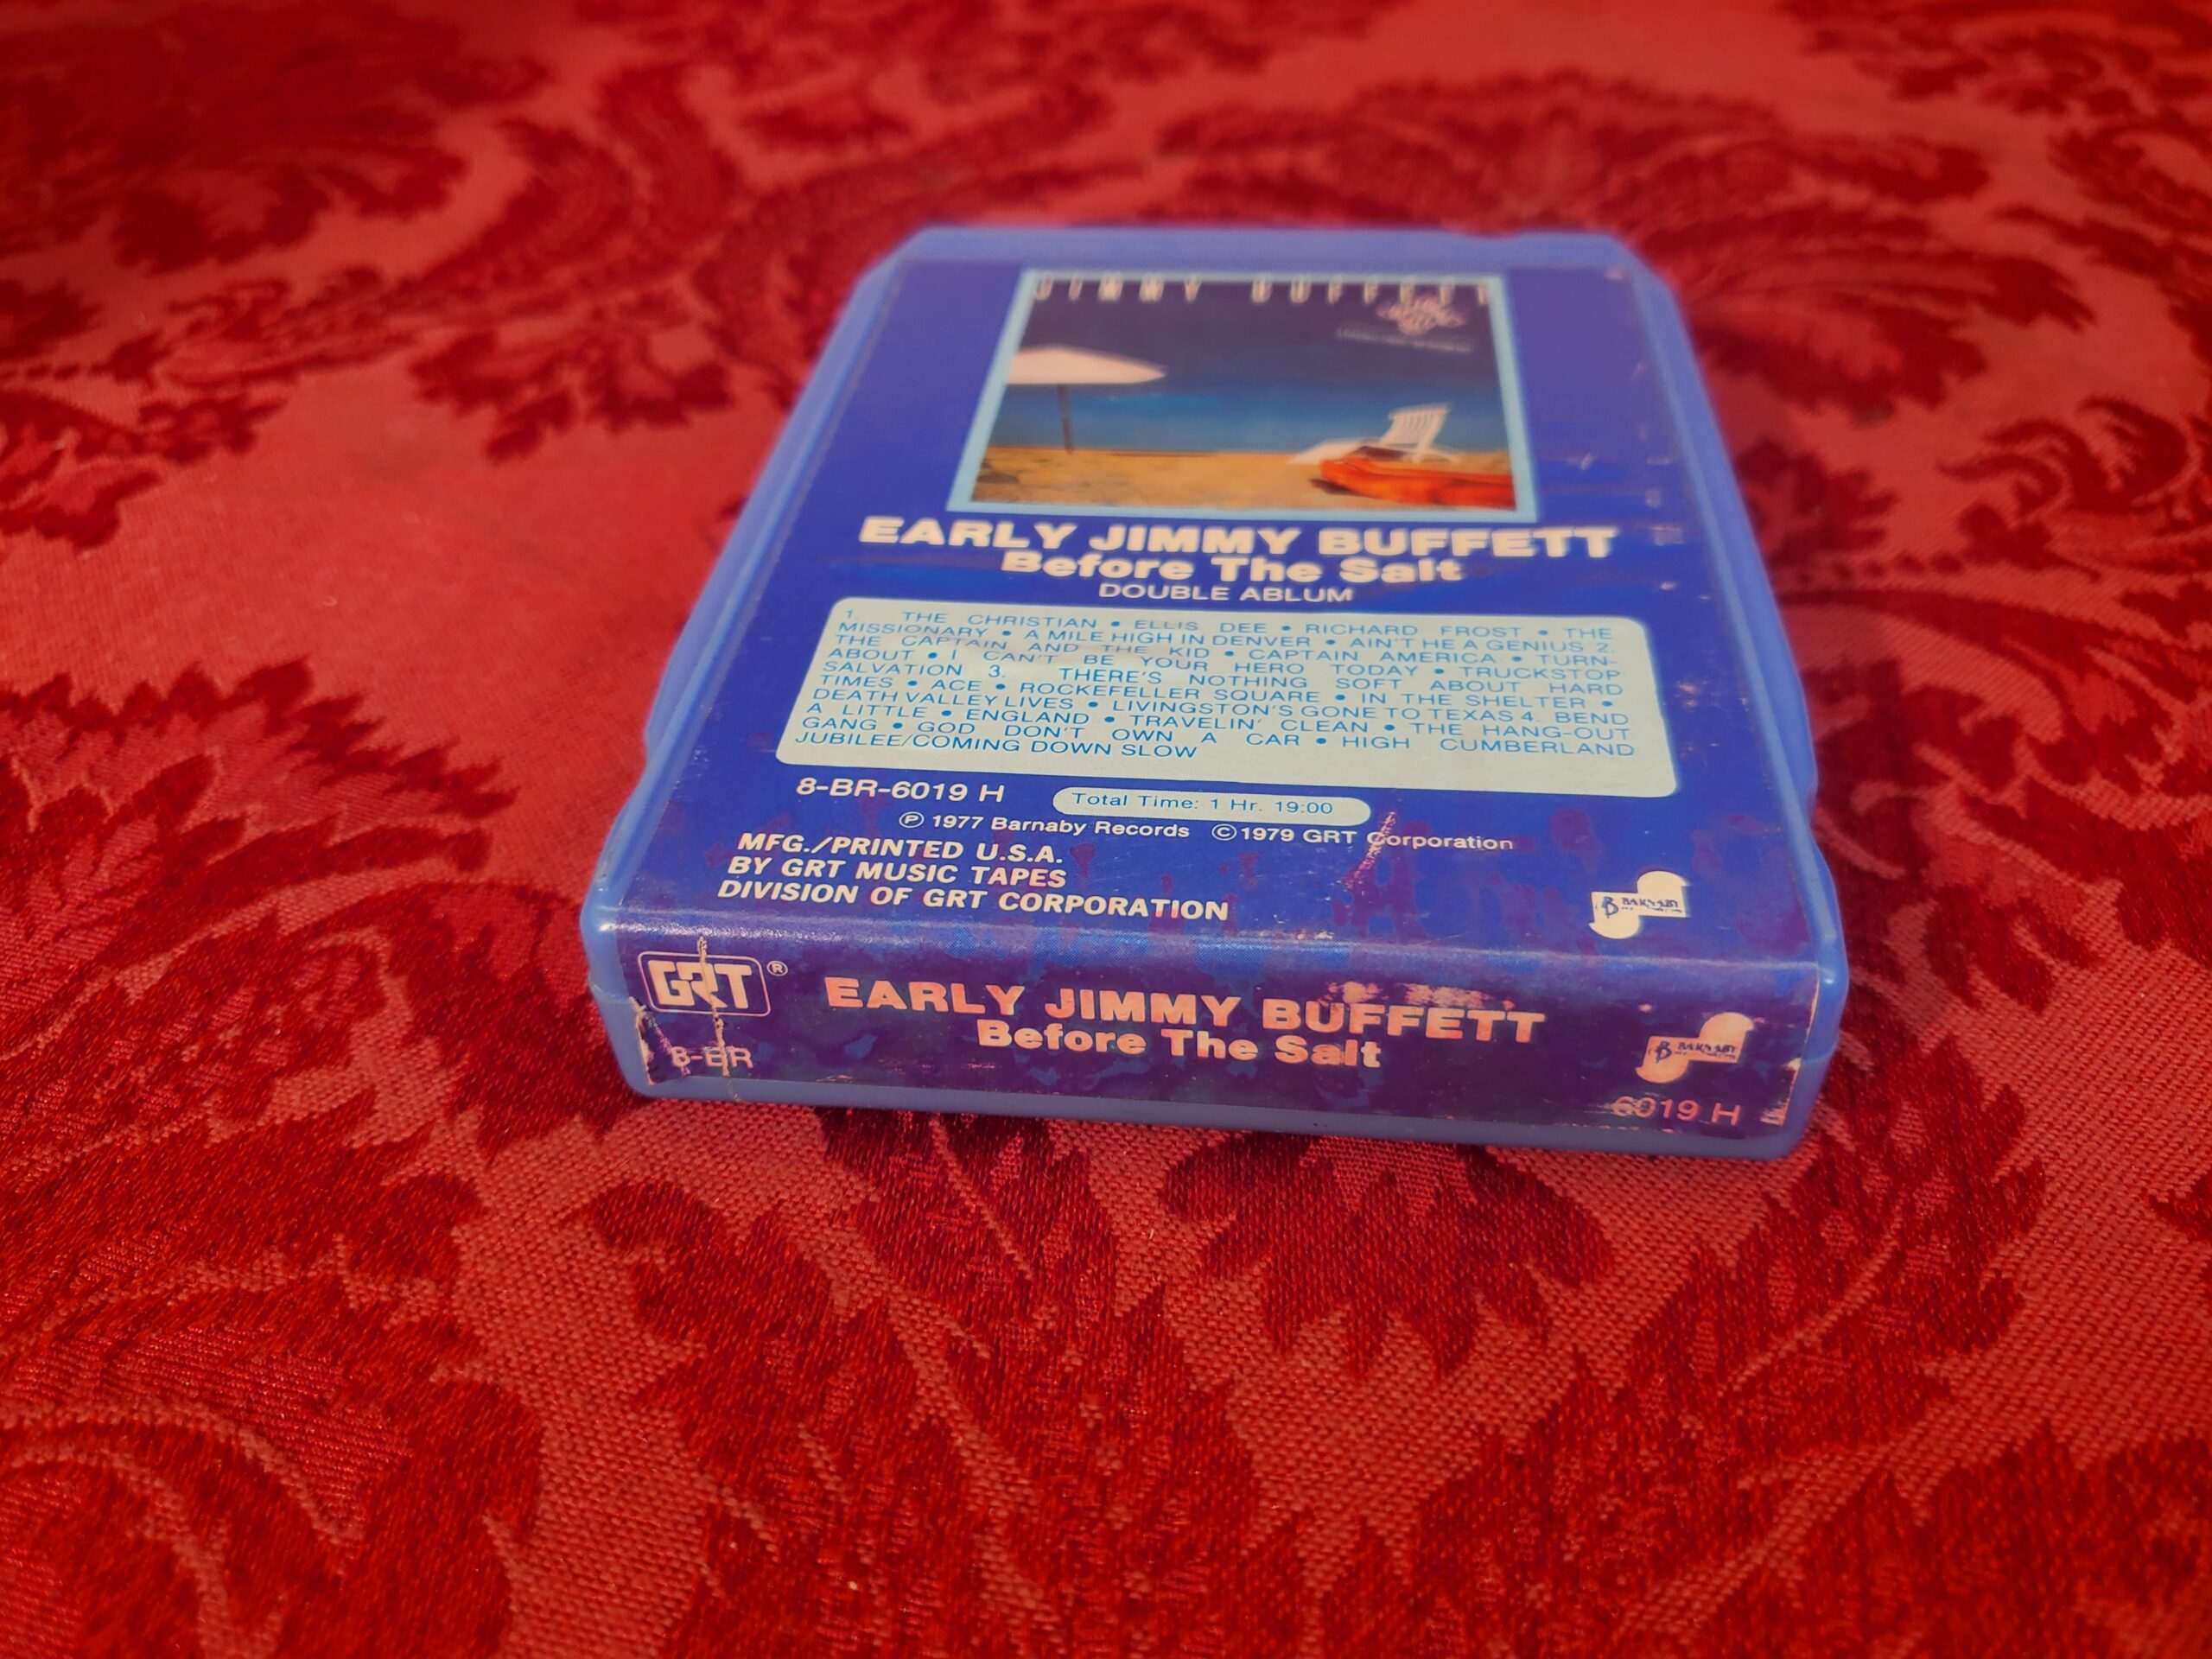 JIMMY BUFFETT
EARLY JIMMY BUFFETT
Before The Salt
DOUBLE ABLUM
1. THE CHRISTIAN • ELLIS DEE • RICHARD FROST • THE
MISSIONARY • A MILE HIGH IN DENVER • AIN'T HE A GENIUS 2.
THE CAPTAIN AND THE KID • CAPTAIN AMERICA • TURN-
ABOUT • I CAN'T BE YOUR HERO TODAY • TRUCKSTOP
SALVATION 3. THERE'S NOTHING SOFT ABOUT HARD
TIMES • ACE • ROCKEFELLER SQUARE • IN THE SHELTER •
DEATH VALLEY LIVES • LIVINGSTON'S GONE TO TEXAS 4. BEND
A LITTLE • ENGLAND • TRAVELIN' CLEAN • THE HANG-OUT
GANG • GOD DON'T OWN A CAR • HIGH CUMBERLAND
JUBILEE/COMING DOWN SLOW
8-BR-6019 H
Total Time: 1 Hr. 19:00
℗ 1977 Barnaby Records © 1979 GRT Corporation
MFG./PRINTED U.S.A.
BY GRT MUSIC TAPES
DIVISION OF GRT CORPORATION
B BARNABY
GRT®
EARLY JIMMY BUFFETT
Before The Salt
B BARNABY
8-BR
6019 H